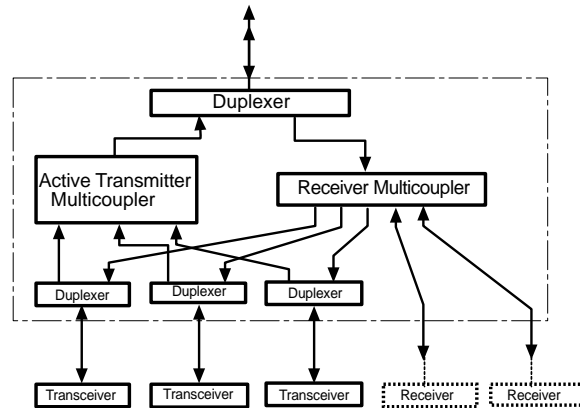 Duplexer
Active Transmitter
Multicoupler
Receiver Multicoupler
Duplexer
Duplexer
Duplexer
Transceiver
Transceiver
Transceiver
Receiver
Receiver